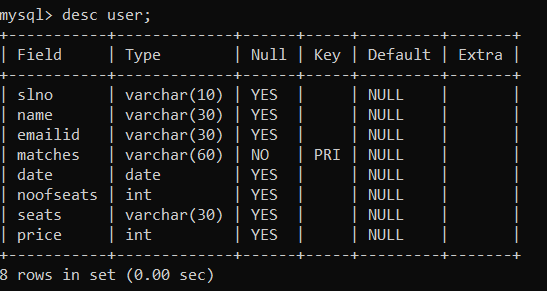 mysql> desc user;
+-----------+-------------+------+-----+---------+-------+
| Field     | Type        | Null | Key | Default | Extra |
+-----------+-------------+------+-----+---------+-------+
| slno      | varchar(10) | YES  |     | NULL    |       |
| name      | varchar(30) | YES  |     | NULL    |       |
| emailid   | varchar(30) | YES  |     | NULL    |       |
| matches   | varchar(60) | NO   | PRI | NULL    |       |
| date      | date        | YES  |     | NULL    |       |
| noofseats | int         | YES  |     | NULL    |       |
| seats     | varchar(30) | YES  |     | NULL    |       |
| price     | int         | YES  |     | NULL    |       |
+-----------+-------------+------+-----+---------+-------+
8 rows in set (0.00 sec)